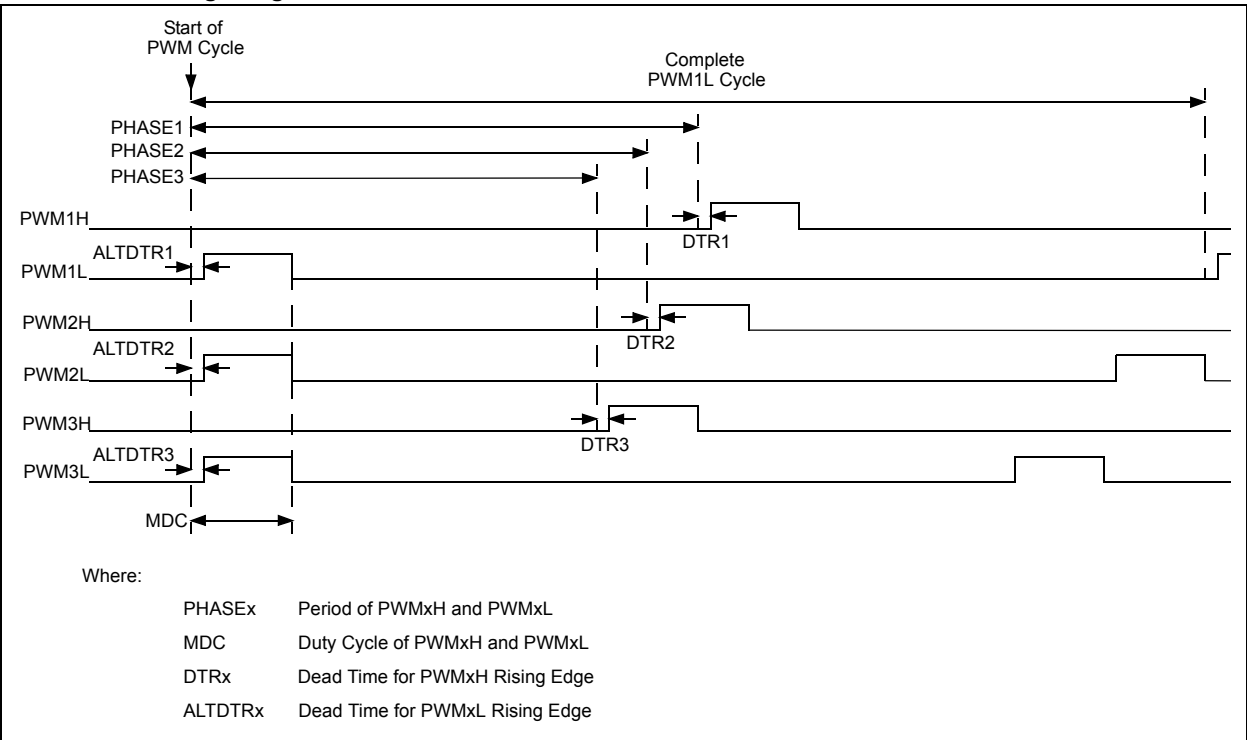 Start of
PWM Cycle
Complete
PWM1L Cycle
PHASE1
PHASE2
PHASE3
PWM1H
DTR1
ALTDTR1
PWM1L
PWM2H
DTR2
ALTDTR2
PWM2L
PWM3H
DTR3
ALTDTR3
PWM3L
MDC
Where:
PHASEx Period of PWMxH and PWMxL
MDC Duty Cycle of PWMxH and PWMxL
DTRx Dead Time for PWMxH Rising Edge
ALTDTRx Dead Time for PWMxL Rising Edge